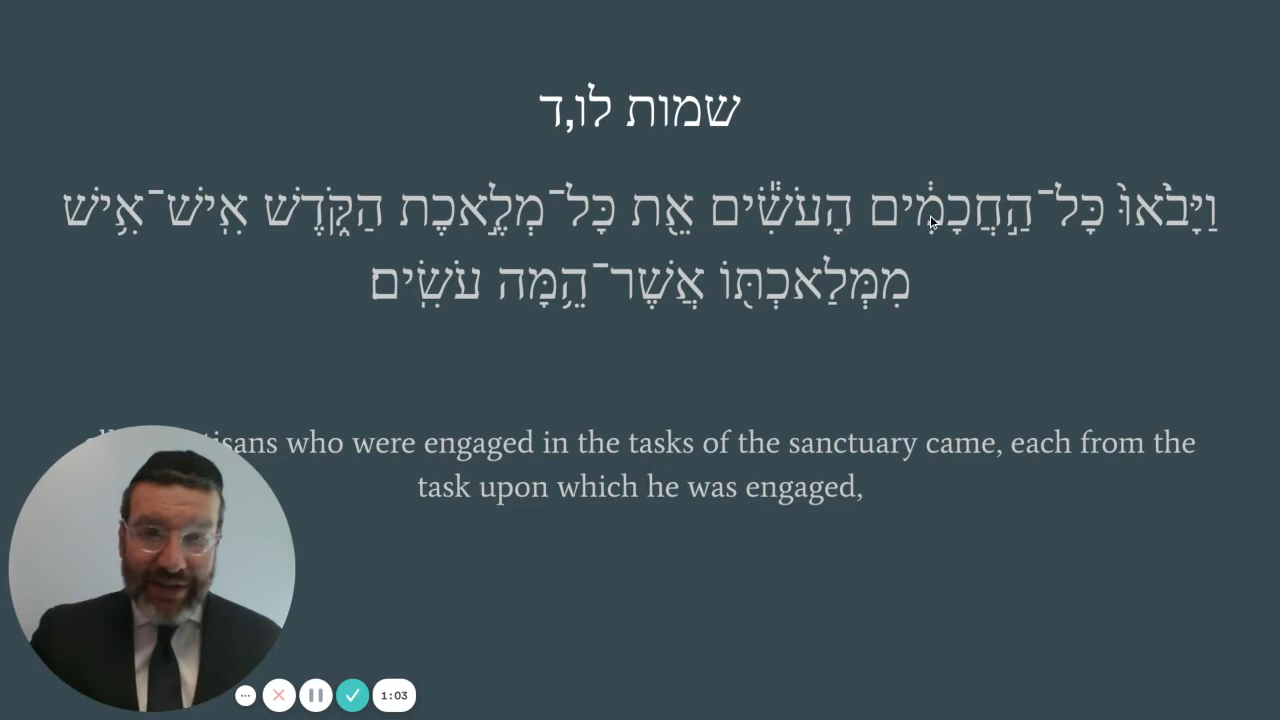 שמות לו,ד
וַיָּבֹ֙אוּ֙ כׇּל־הַ֣חֲכָמִ֔ים הָעֹשִׂ֕ים אֵ֖ת כׇּל־מְלֶ֣אכֶת הַקֹּ֑דֶשׁ אִֽישׁ־אִ֥ישׁ
מִמְּלַאכְתּ֖וֹ אֲשֶׁר־הֵ֥מָּה עֹשִֽׂים
who were engaged in the tasks of the sanctuary came, each from the
task upon which he was engaged,
1:03